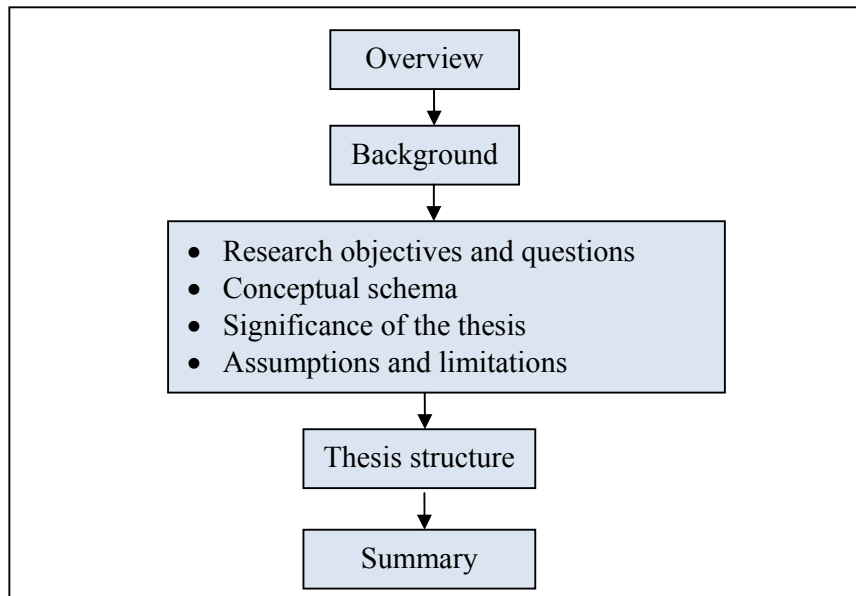 Overview
Background
• Research objectives and questions
• Conceptual schema
• Significance of the thesis
• Assumptions and limitations
Thesis structure
Summary